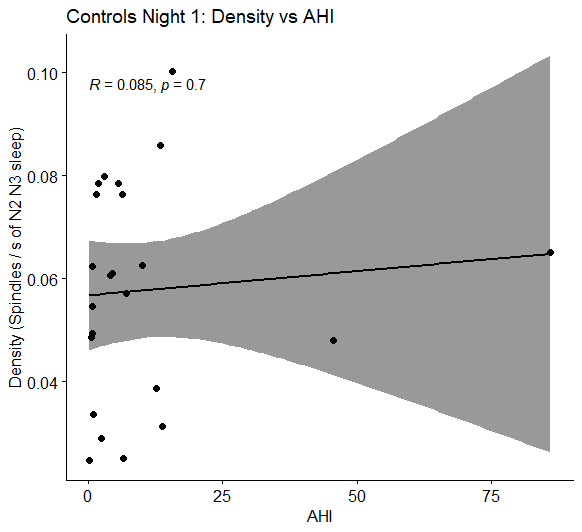 Controls Night 1: Density vs AHI
R = 0.085, p = 0.7
Density (Spindles / s of N2 N3 sleep)
0.10
0.08
0.06
0.04
0
25
50
75
AHI